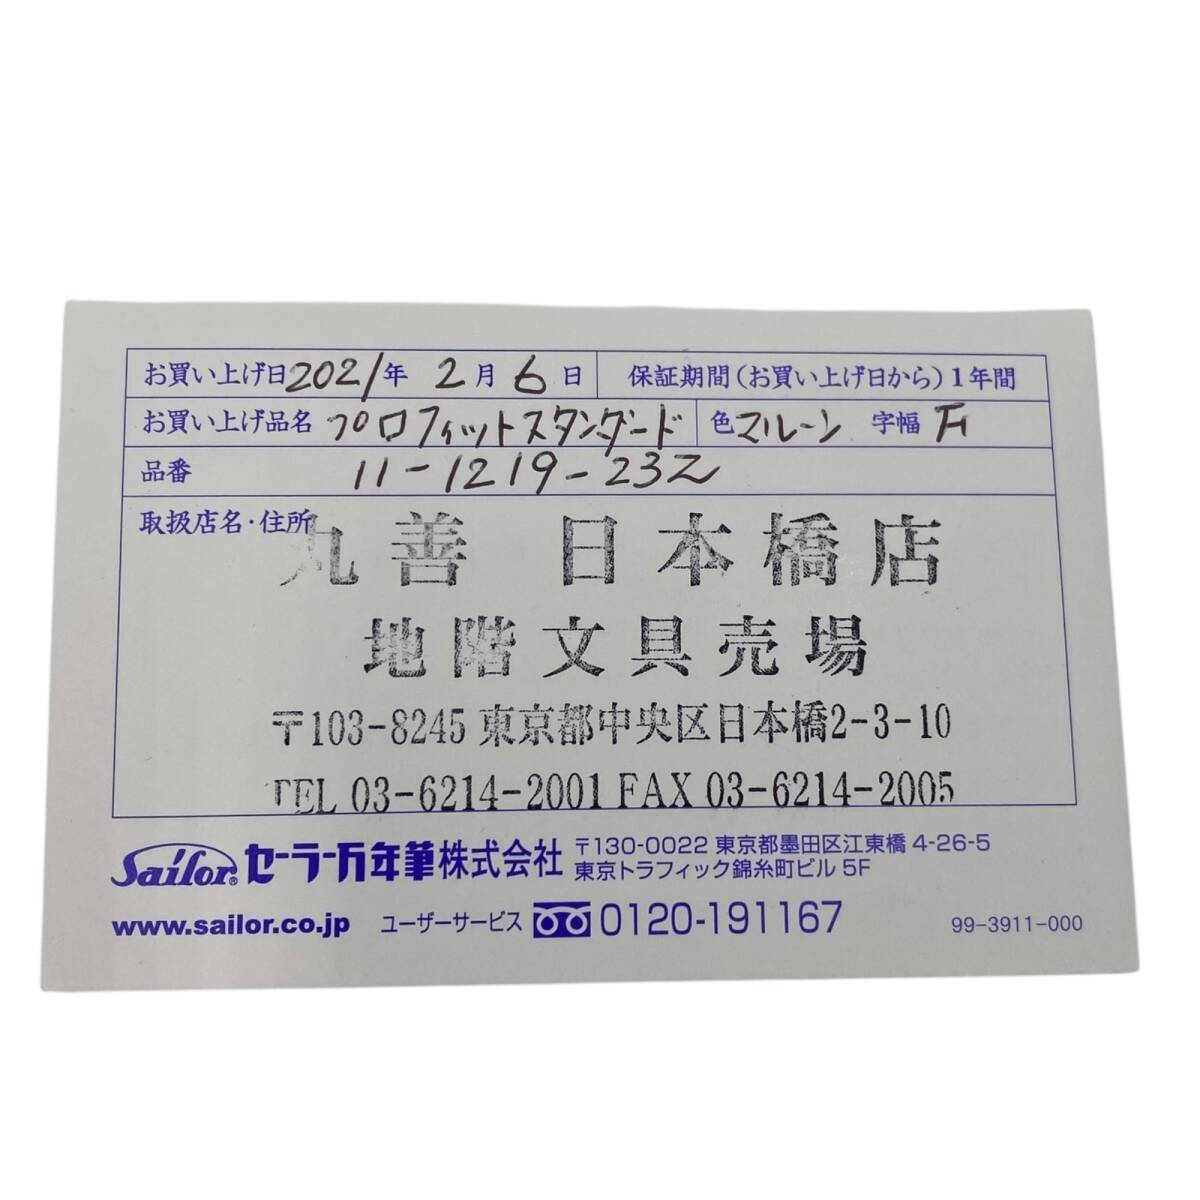 お買い上げ日 2021年 2月 6日 保証期間(お買い上げ日から)1年間
お買い上げ品名 プロフィットスタンダード 色 マルーン 字幅 F
品番 11-1219-23Z
取扱店名・住所 丸善 日本橋店
地階文具売場
〒103-8245 東京都中央区日本橋2-3-10
TEL 03-6214-2001 FAX 03-6214-2005
Sailor® セーラー万年筆株式会社 〒130-0022 東京都墨田区江東橋 4-26-5
東京トラフィック錦糸町ビル 5F
www.sailor.co.jp ユーザーサービス 0120-191167 99-3911-000